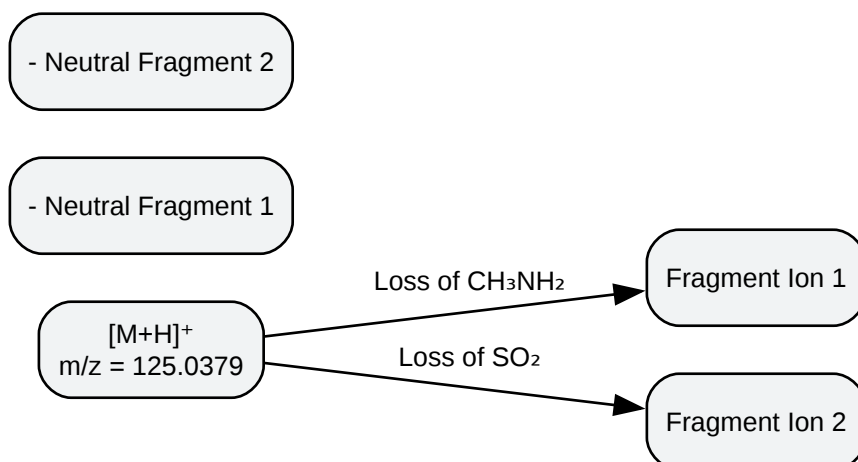 - Neutral Fragment 2
- Neutral Fragment 1
Loss of CH₃NH₂
Fragment Ion 1
[M+H]⁺
m/z = 125.0379
Loss of SO₂
Fragment Ion 2